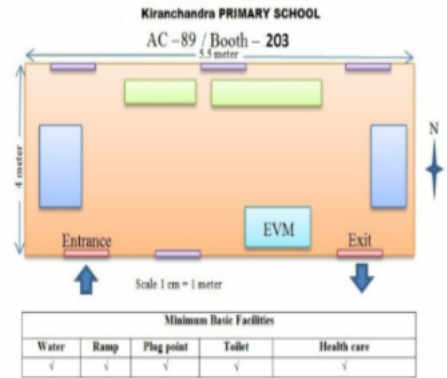 Kiranchandra PRIMARY SCHOOL
AC –89 / Booth – 203
5.5 meter
4 meter
N
EVM
Entrance
Exit
Scale 1 cm = 1 meter
Minimum Basic Facilities
Water Ramp Plug point Toilet Health care
√ √ √ √ √